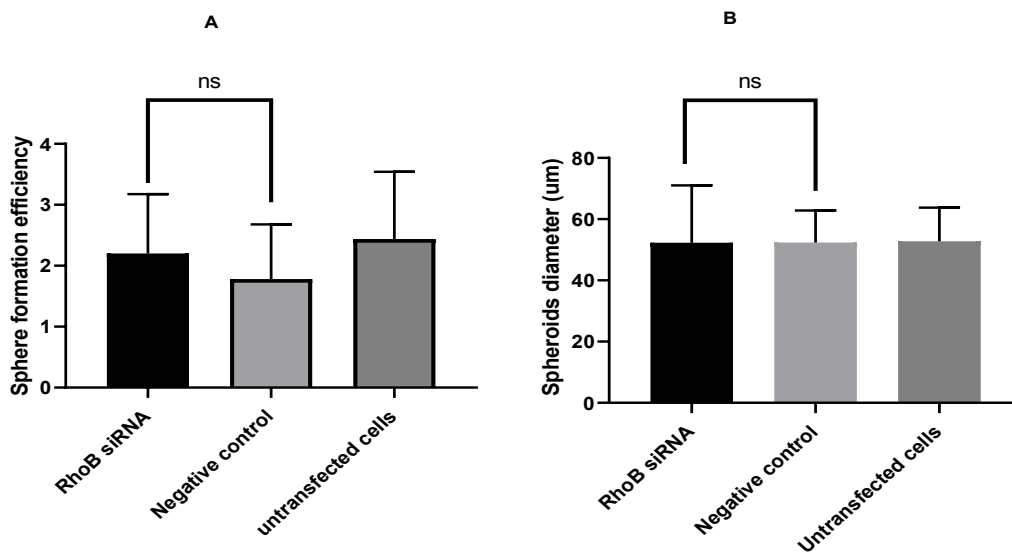 A
ns
Sphere formation efficiency
4
3
2
1
0
RhoB siRNA
Negative control
untransfected cells
B
ns
Spheroids diameter (um)
80
60
40
20
0
RhoB siRNA
Negative control
Untransfected cells